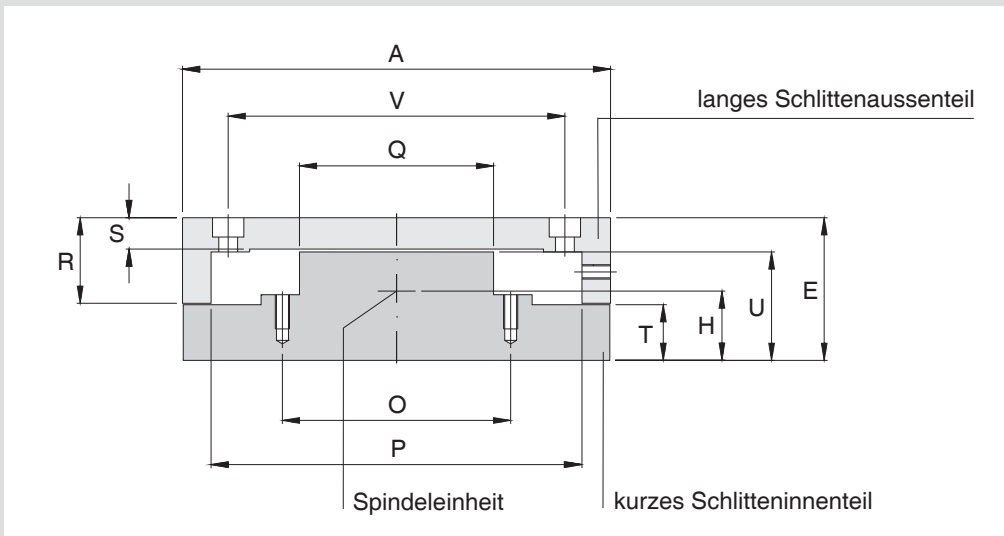 A
langes Schlittenaussenteil
V
Q
S
R
E
U
H
T
O
P
Spindeleinheit
kurzes Schlitteninnenteil